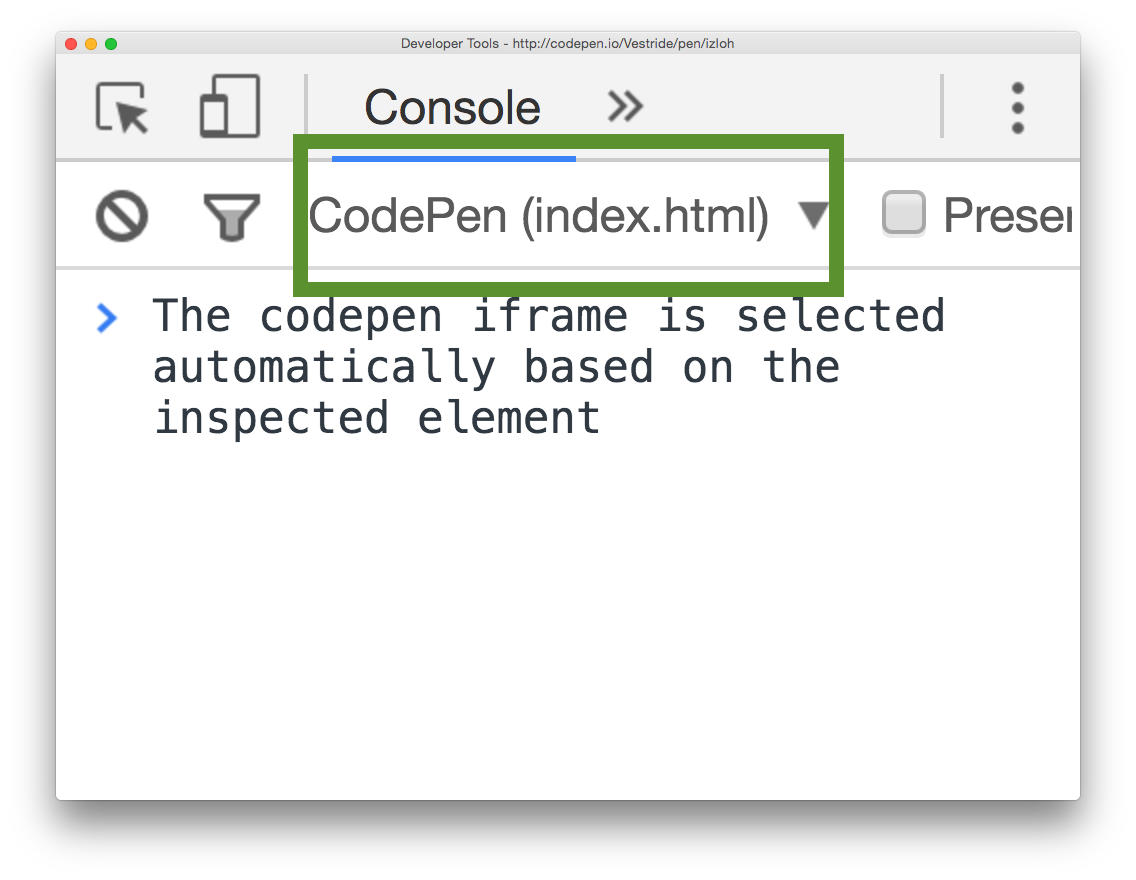 Developer Tools - http://codepen.io/Vestride/pen/izloh
Console
CodePen (index.html) ▼ Preser
The codepen iframe is selected
automatically based on the
inspected element